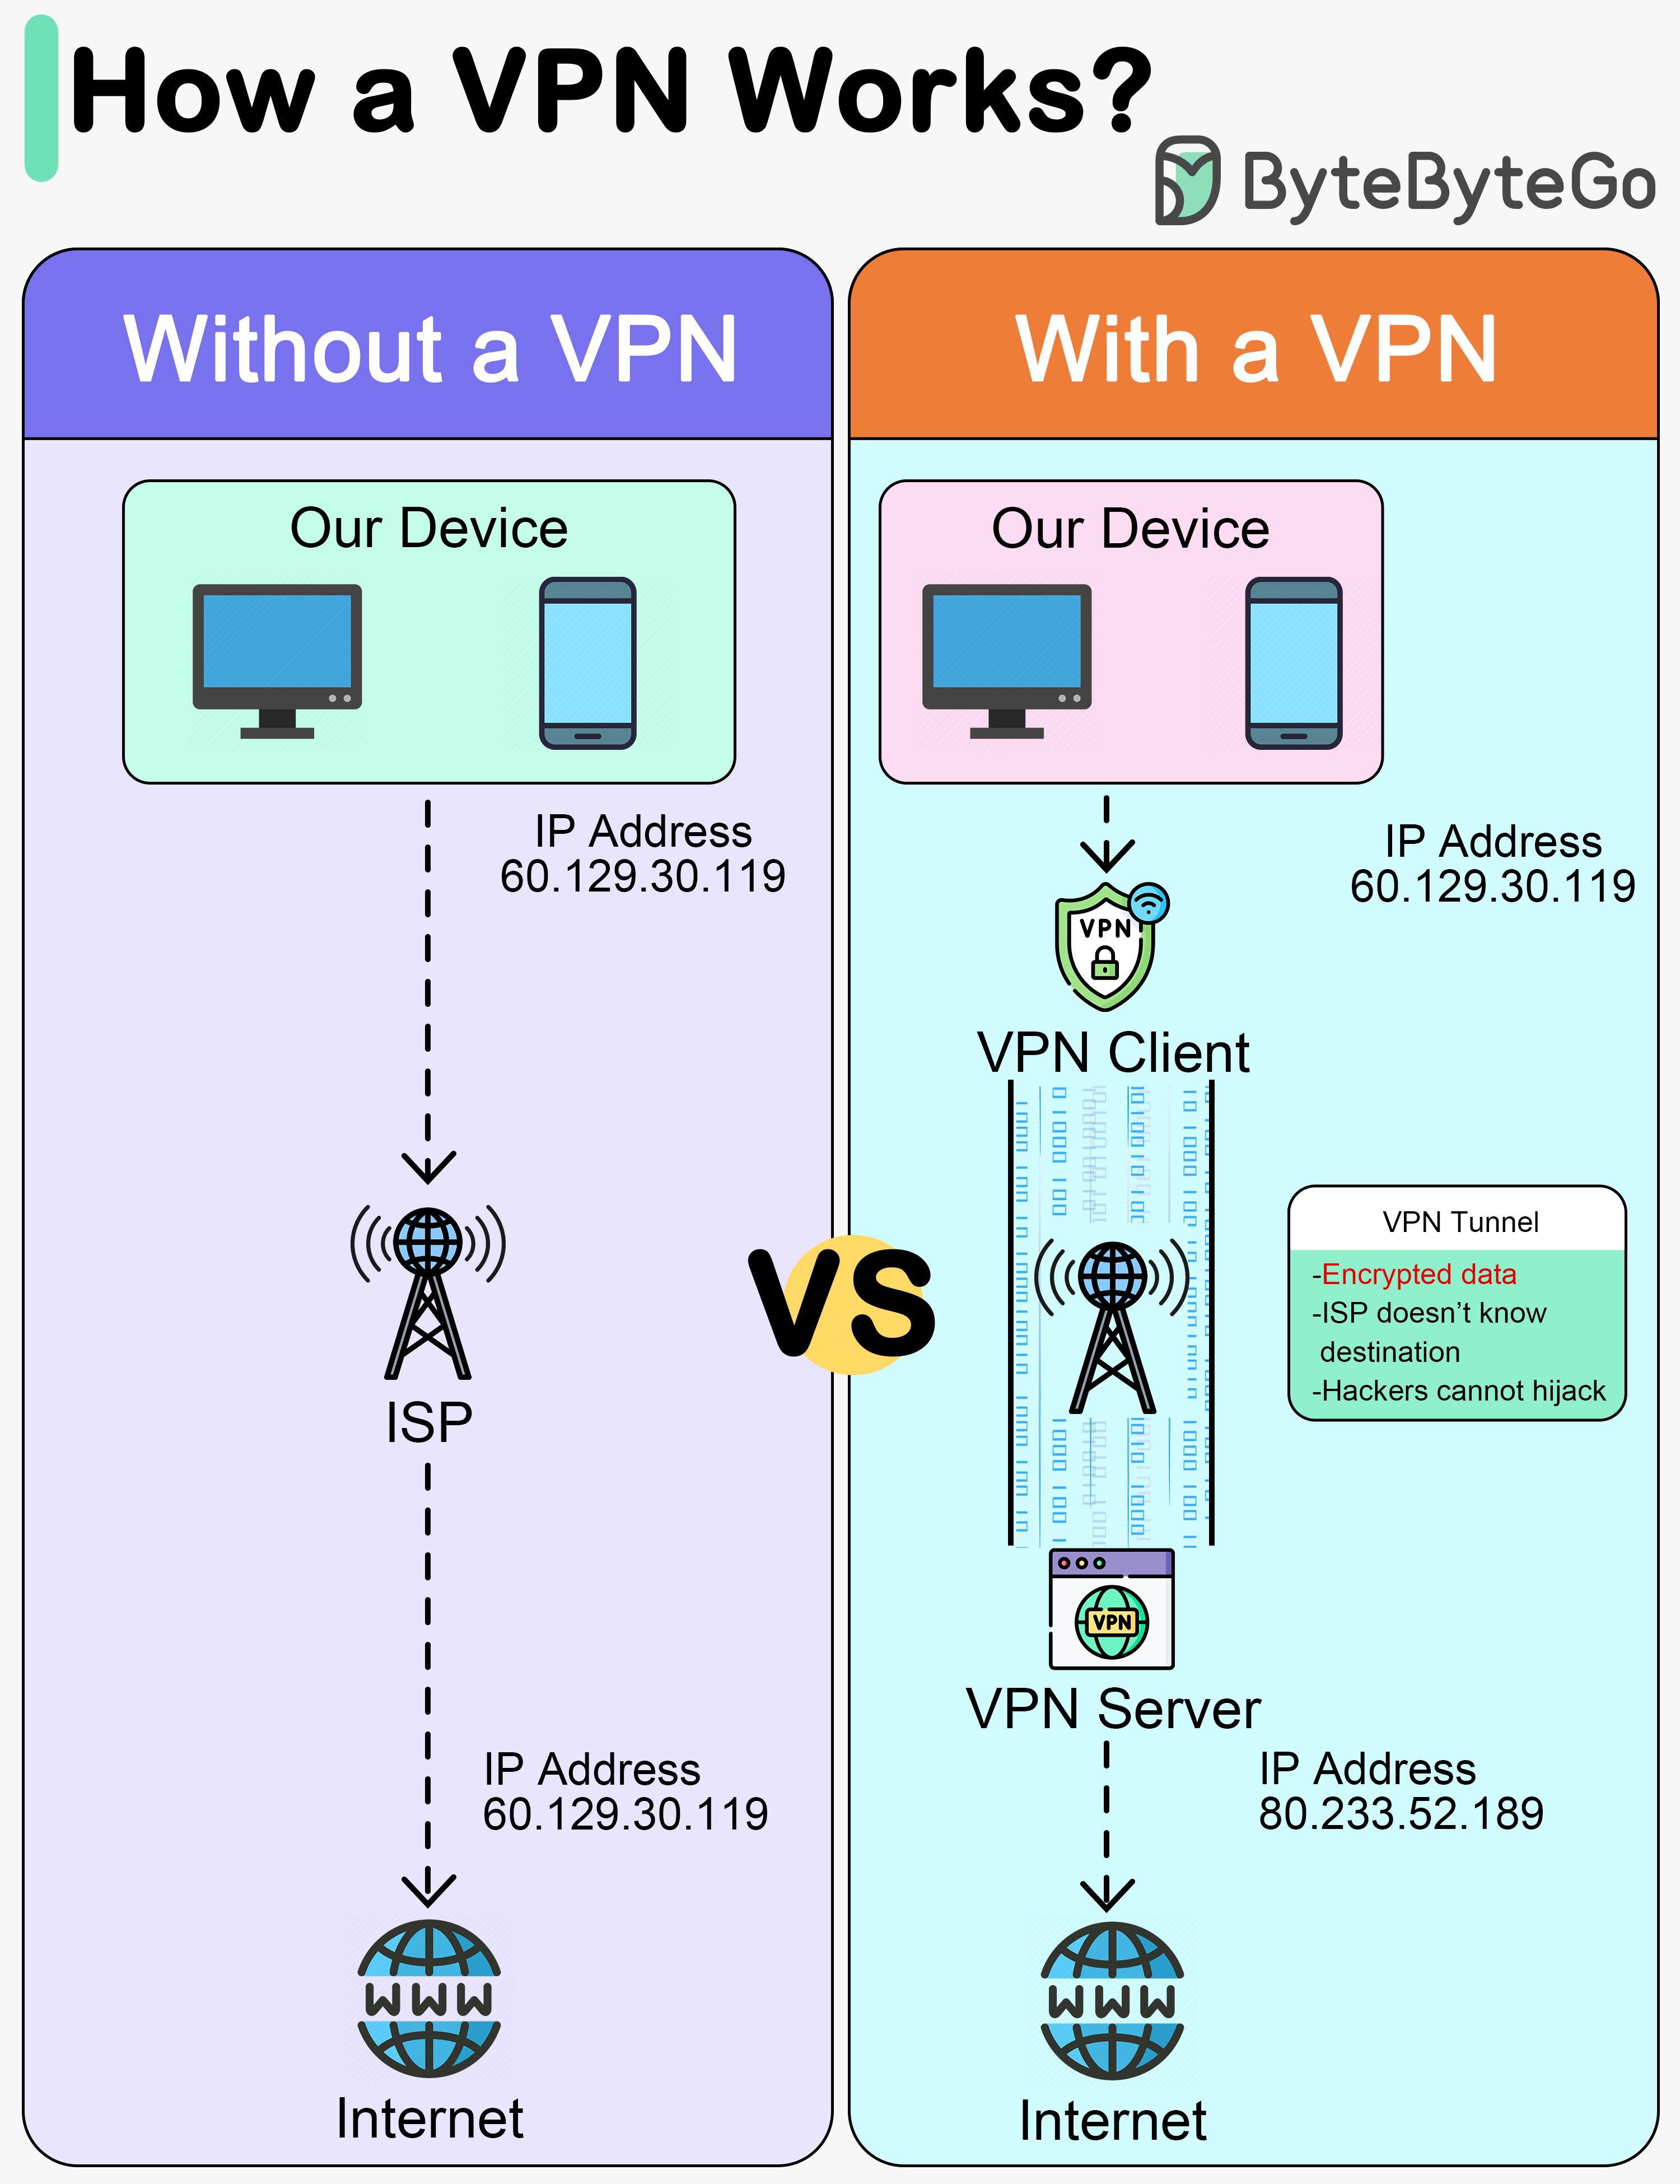 How a VPN Works?
ByteByteGo
Without a VPN
Our Device
IP Address
60.129.30.119
ISP
IP Address
60.129.30.119
WWW
Internet
VS
With a VPN
Our Device
IP Address
60.129.30.119
VPN
VPN Client
VPN Tunnel
-Encrypted data
-ISP doesn’t know
destination
-Hackers cannot hijack
VPN
VPN Server
IP Address
80.233.52.189
WWW
Internet